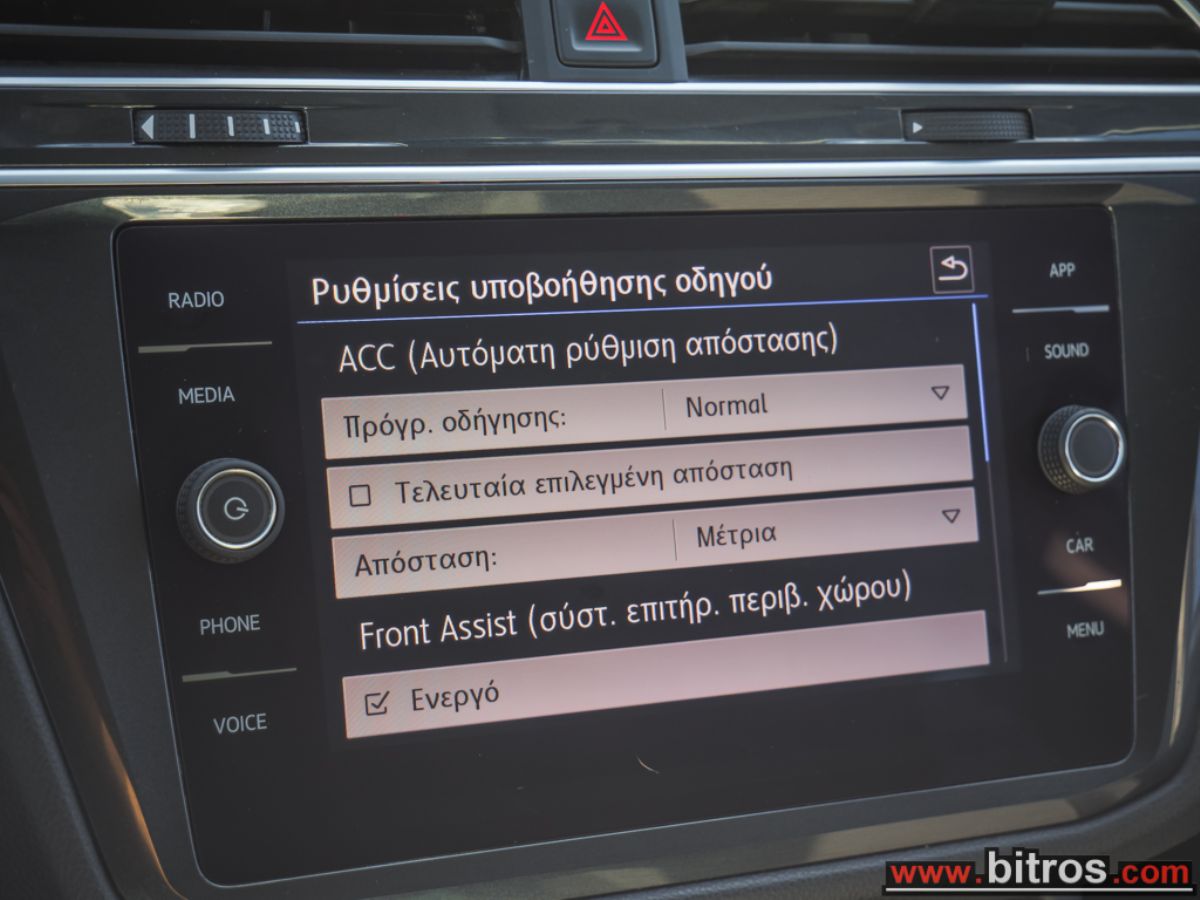 RADIO
MEDIA
PHONE
VOICE
Ρυθμίσεις υποβοήθησης οδηγού
ACC (Αυτόματη ρύθμιση απόστασης)
Πρόγρ. οδήγησης: Normal
Τελευταία επιλεγμένη απόσταση
Απόσταση: Μέτρια
Front Assist (σύστ. επιτήρ. περιβ. χώρου)
Ενεργό
APP
SOUND
CAR
MENU
www.bitros.com